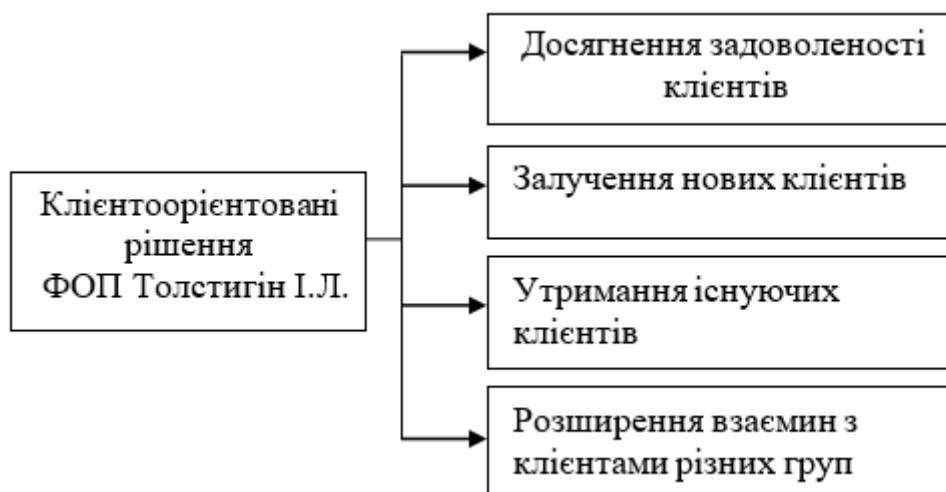 Досягнення задоволеності
клієнтів
Залучення нових клієнтів
Клієнтоорієнтовані
рішення
ФОП Толстигін І.Л.
Утримання існуючих
клієнтів
Розширення взаємин з
клієнтами різних груп